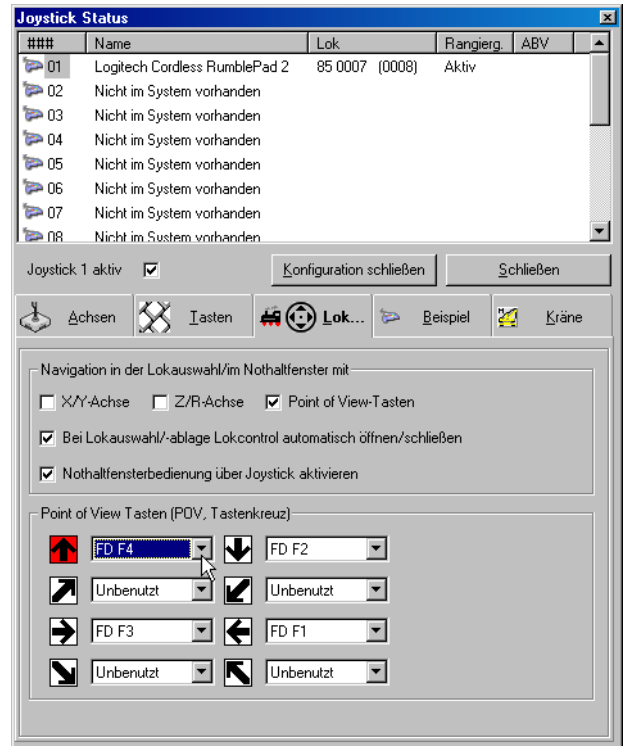 Joystick Status
### Name Lok Rangierg. ABV
01 Logitech Cordless RumblePad 2 85 0007 (0008) Aktiv
02 Nicht im System vorhanden
03 Nicht im System vorhanden
04 Nicht im System vorhanden
05 Nicht im System vorhanden
06 Nicht im System vorhanden
07 Nicht im System vorhanden
08 Nicht im System vorhanden
Joystick 1 aktiv Konfiguration schließen Schließen
Achsen Tasten Lok... Beispiel Kräne
Navigation in der Lokauswahl/im Nothaltfenster mit
X/Y-Achse Z/R-Achse Point of View-Tasten
Bei Lokauswahl/-ablage Lokcontrol automatisch öffnen/schließen
Nothaltfensterbedienung über Joystick aktivieren
Point of View Tasten (POV, Tastenkreuz)
FD F4 FD F2
Unbenutzt Unbenutzt
FD F3 FD F1
Unbenutzt Unbenutzt